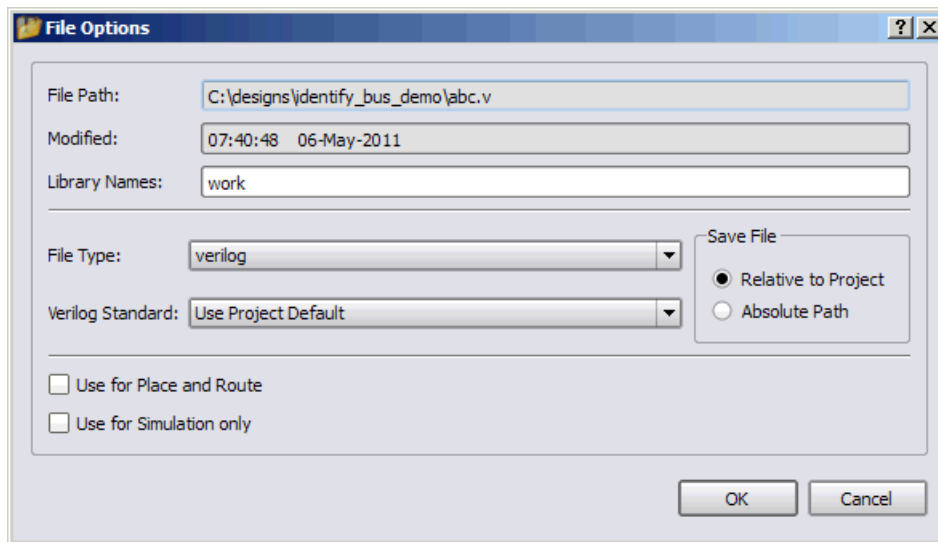 File Options
File Path: C:\designs\identify_bus_demo\abc.v
Modified: 07:40:48 06-May-2011
Library Names: work
Save File
File Type: verilog
Relative to Project
Verilog Standard: Use Project Default
Absolute Path
Use for Place and Route
Use for Simulation only
OK Cancel